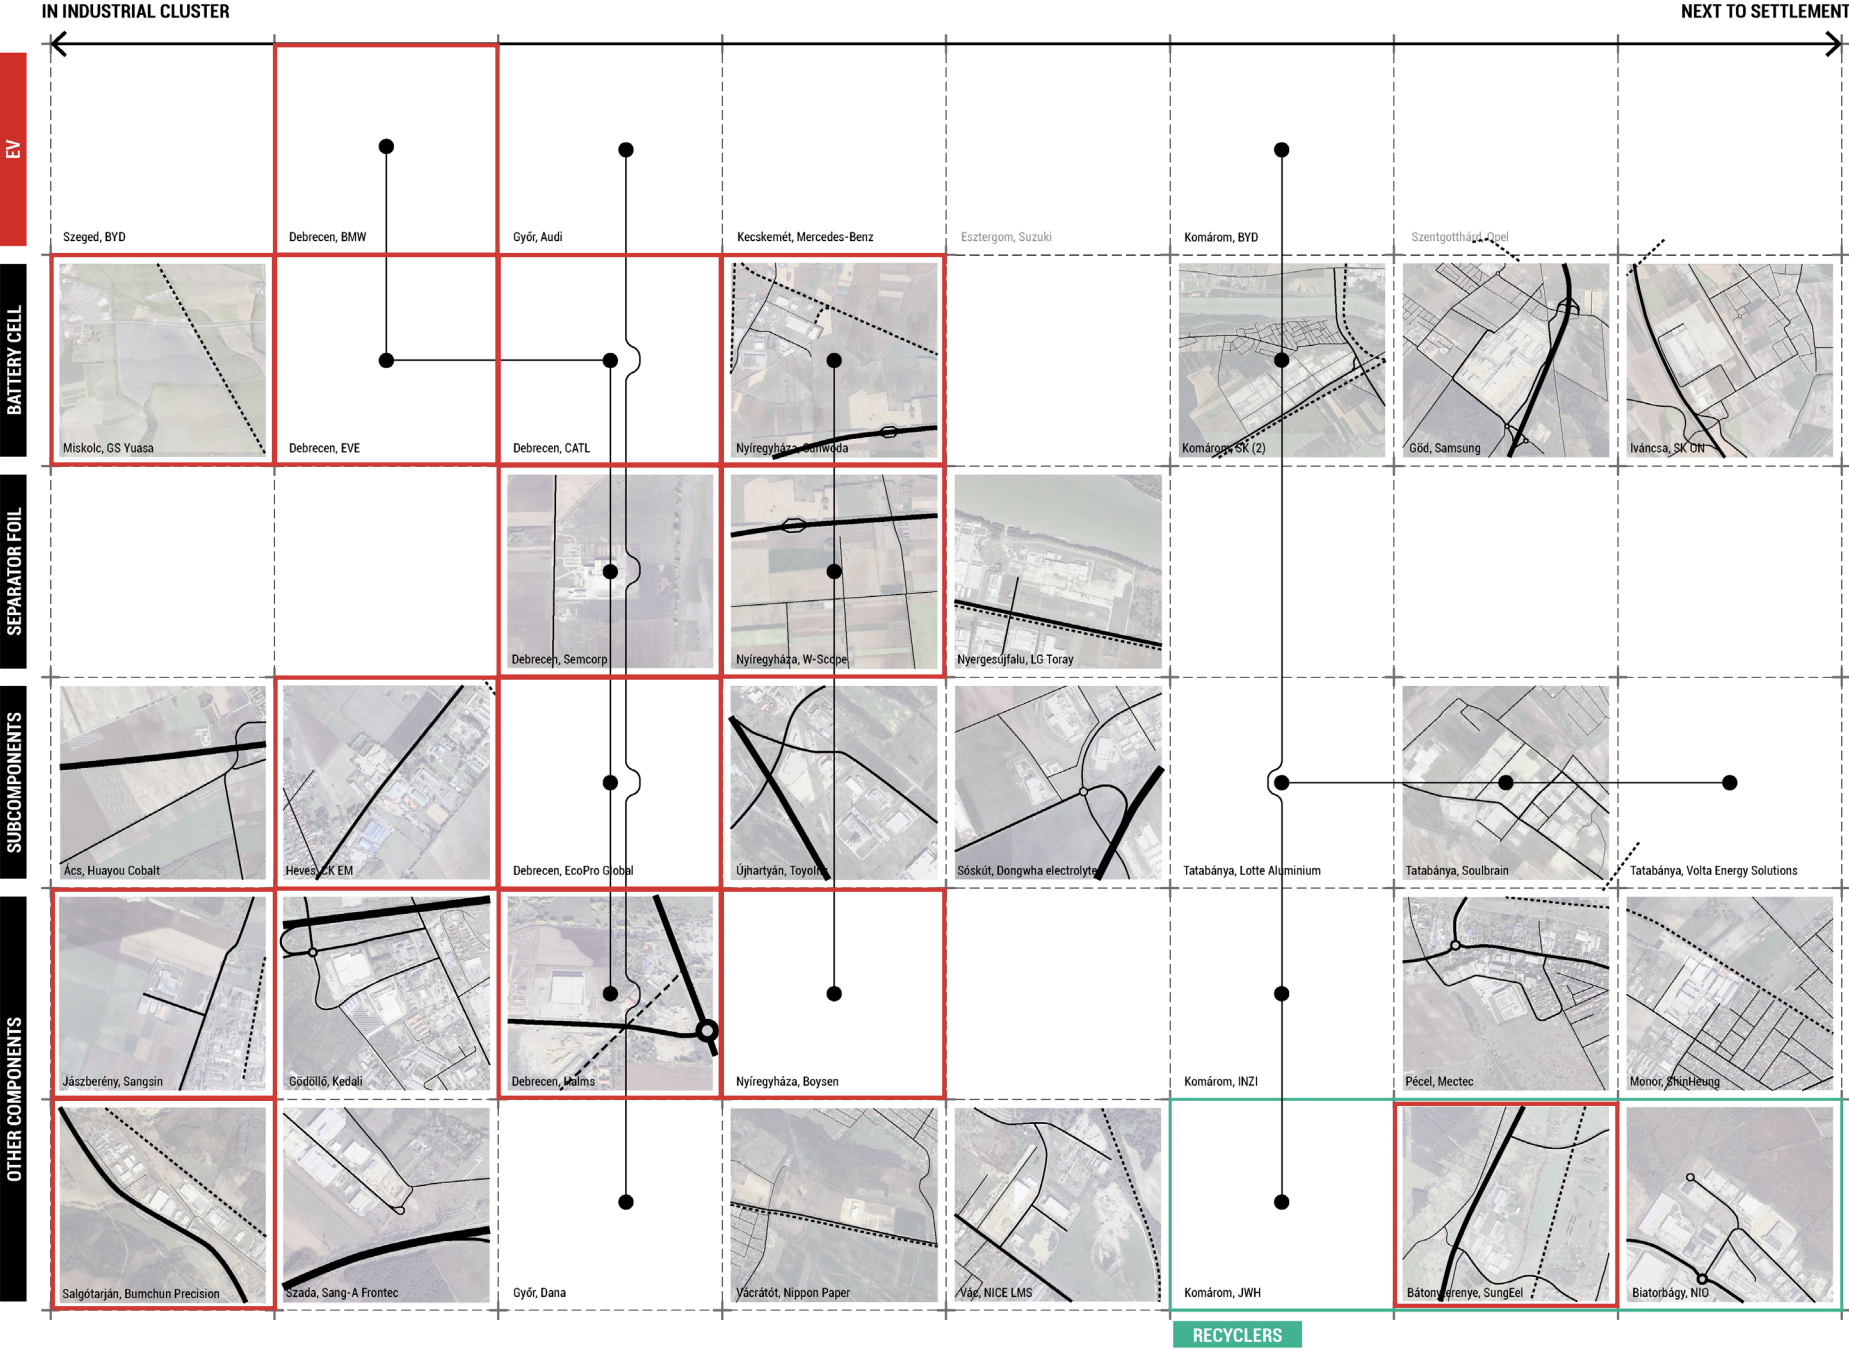 IN INDUSTRIAL CLUSTER
NEXT TO SETTLEMENT
EV
Szeged, BYD
Debrecen, BMW
Győr, Audi
Kecskemét, Mercedes-Benz
Esztergom, Suzuki
Komárom, BYD
Szentgotthárd, Opel
BATTERY CELL
Miskolc, GS Yuasa
Debrecen, EVE
Debrecen, CATL
Nyíregyháza, Sunwoda
Komárom, SK (2)
Göd, Samsung
Iváncsa, SK ON
SEPARATOR FOIL
Debrecen, Semcorp
Nyíregyháza, W-Scope
Nyergesújfalu, LG Toray
SUBCOMPONENTS
Ács, Huayou Cobalt
Heves, CK EM
Debrecen, EcoPro Global
Újhartyán, Toyo Ink
Sóskút, Dongwha electrolyte
Tatabánya, Lotte Aluminium
Tatabánya, Soulbrain
Tatabánya, Volta Energy Solutions
OTHER COMPONENTS
Jászberény, Sangsin
Gödöllő, Kedali
Debrecen, Halms
Nyíregyháza, Boysen
Komárom, INZI
Pécel, Mectec
Monor, ShinHeung
Salgótarján, Bumchun Precision
Szada, Sang-A Frontec
Győr, Dana
Vácrátót, Nippon Paper
Vác, NICE LMS
Komárom, JWH
Bátonyterenye, SungEel
Biatorbágy, NIO
RECYCLERS